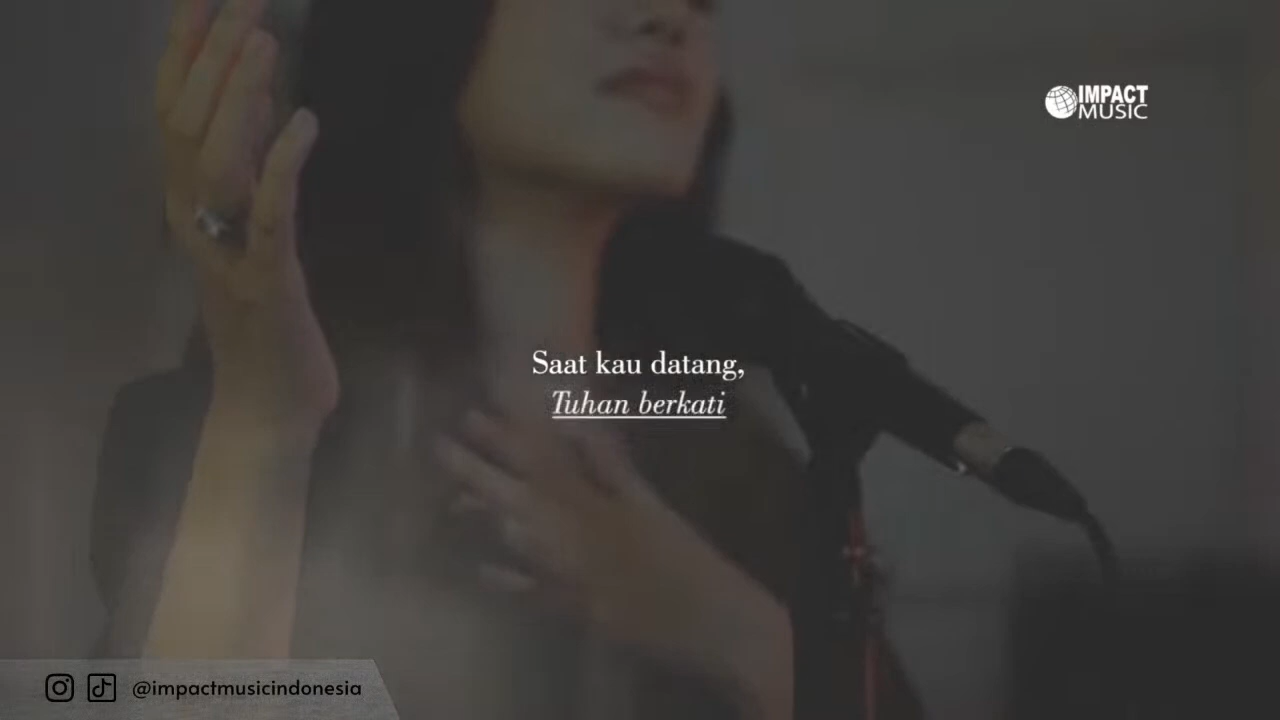 IMPACT
MUSIC
Saat kau datang,
Tuhan berkati
@impactmusicindonesia